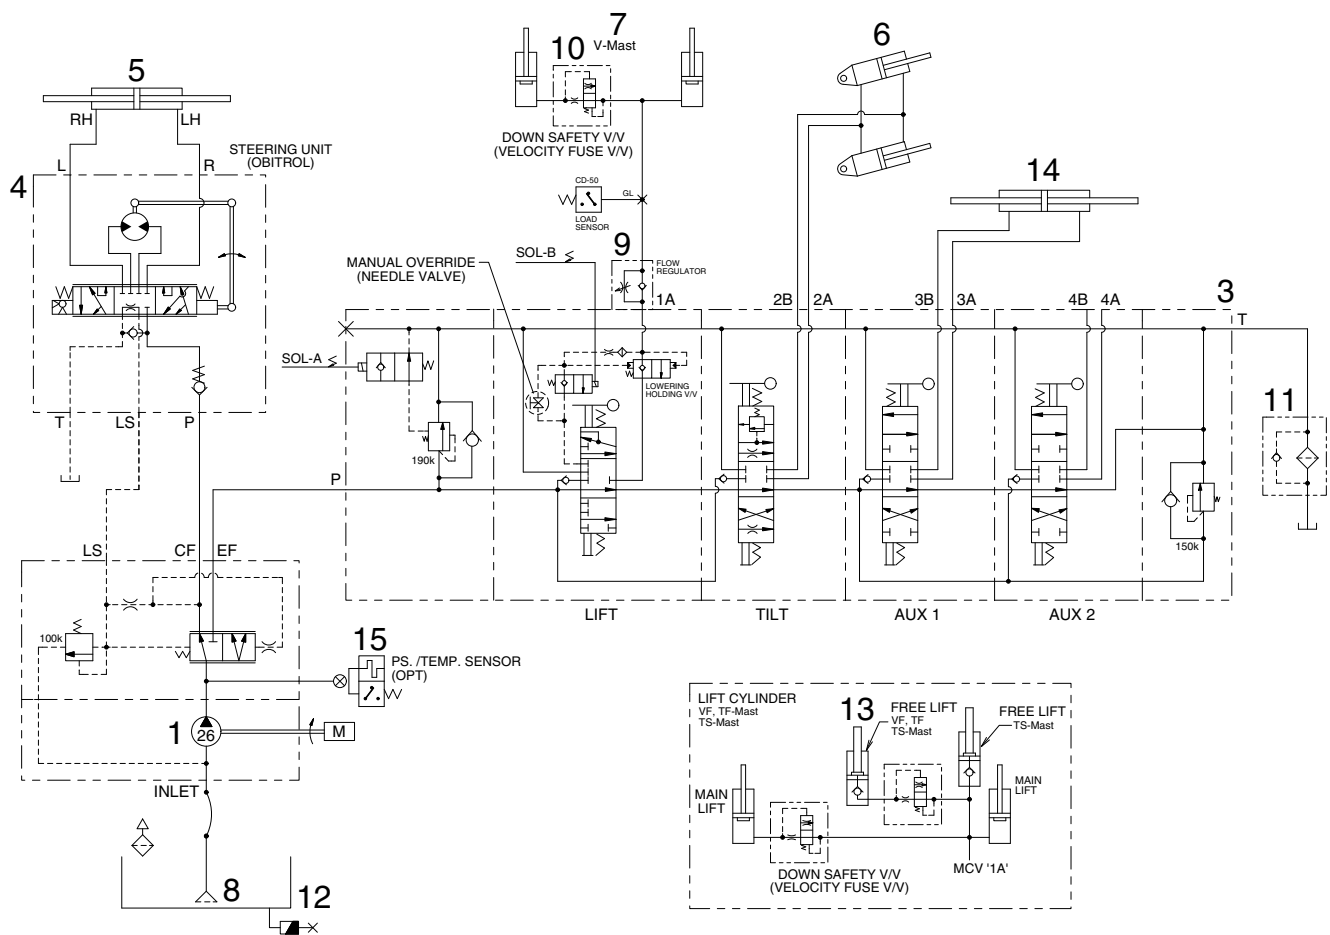 7
V-Mast
10
6
5
RH
LH
DOWN SAFETY V/V
(VELOCITY FUSE V/V)
STEERING UNIT
(OBITROL)
L
R
4
CD-50
GL
LOAD
SENSOR
14
SOL-B
9
FLOW
REGULATOR
MANUAL OVERRIDE
(NEEDLE VALVE)
1A
2B
2A
3B
3A
4B
4A
3
T
SOL-A
LOWERING
HOLDING V/V
11
T
LS
P
190k
P
150k
LS
CF
EF
LIFT
TILT
AUX 1
AUX 2
100k
15
PS. /TEMP. SENSOR
(OPT)
1
26
M
INLET
8
12
LIFT CYLINDER
VF, TF-Mast
TS-Mast
13
FREE LIFT
VF, TF
TS-Mast
FREE LIFT
TS-Mast
MAIN
LIFT
MAIN
LIFT
MCV '1A'
DOWN SAFETY V/V
(VELOCITY FUSE V/V)